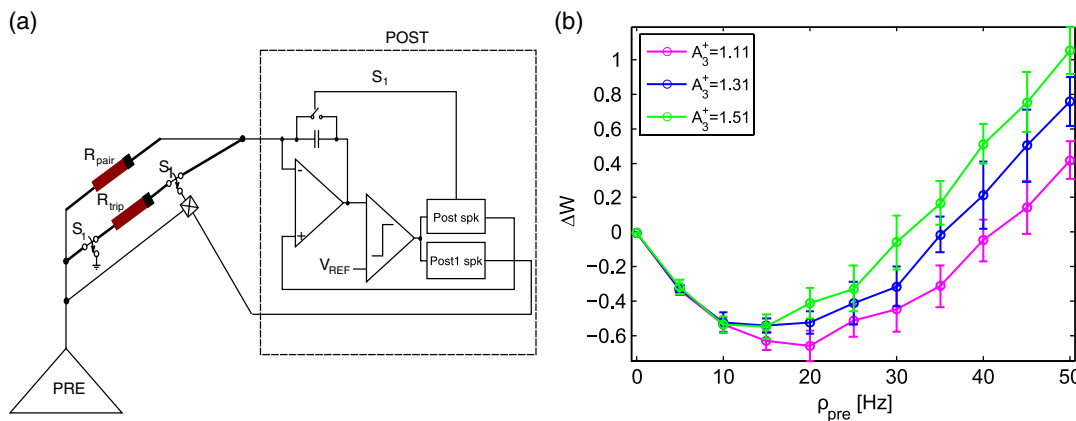 (a)
POST
S1
Rpair
S1
Rtrip
S1
-
+
VREF
Post spk
Post1 spk
PRE
(b)
A3+=1.11
A3+=1.31
A3+=1.51
ΔW
1
0.8
0.6
0.4
0.2
0
−0.2
−0.4
−0.6
0
10
20
30
40
50
ρpre [Hz]